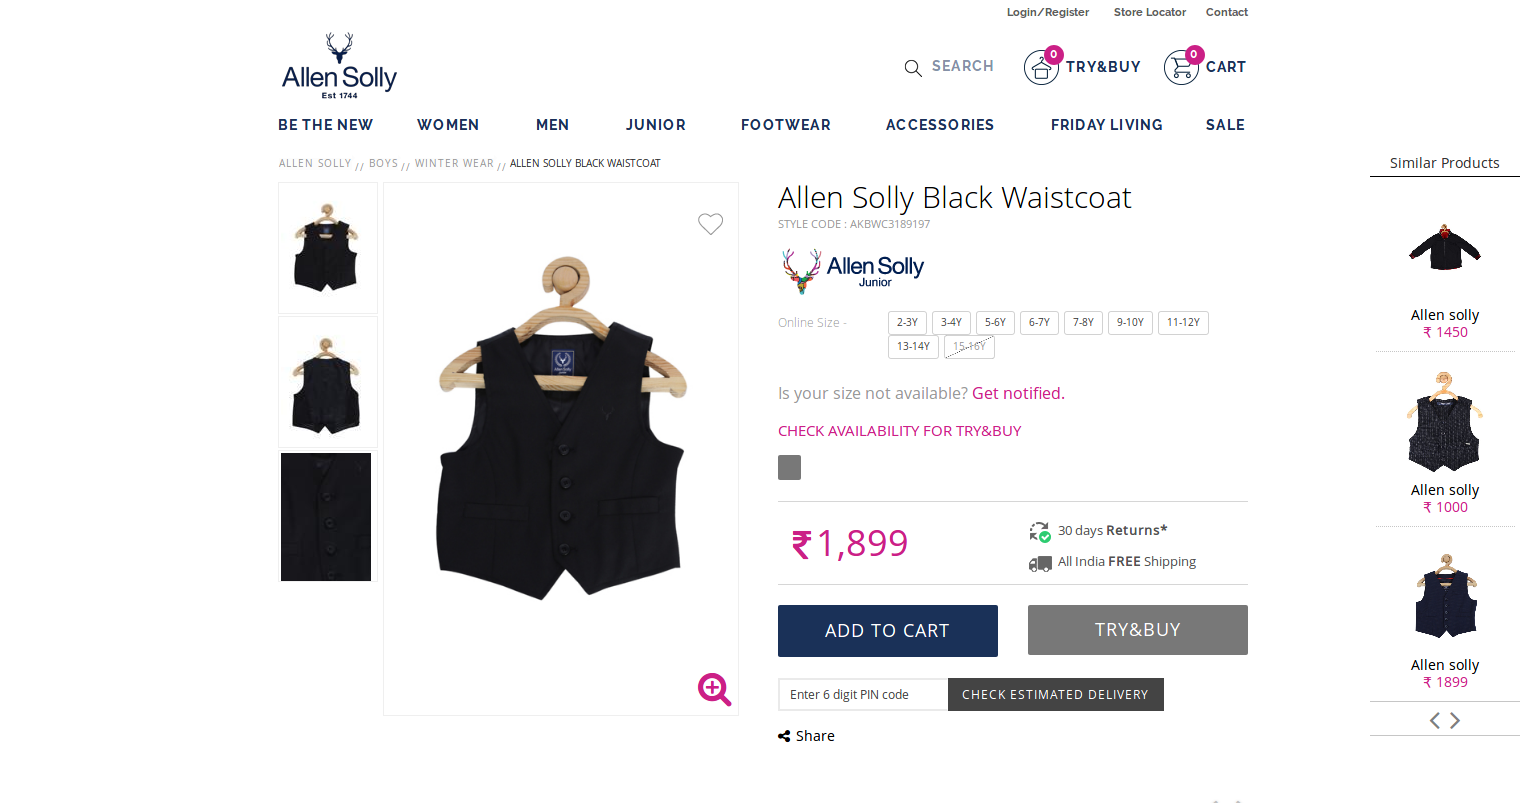 Login/Register Store Locator Contact
Allen Solly
Est 1744
SEARCH 0 TRY&BUY 0 CART
BE THE NEW WOMEN MEN JUNIOR FOOTWEAR ACCESSORIES FRIDAY LIVING SALE
ALLEN SOLLY // BOYS // WINTER WEAR // ALLEN SOLLY BLACK WAISTCOAT
Allen Solly Black Waistcoat
STYLE CODE : AKBWC3189197
Allen Solly
Junior
Online Size - 2-3Y 3-4Y 5-6Y 6-7Y 7-8Y 9-10Y 11-12Y
13-14Y 15-16Y
Is your size not available? Get notified.
CHECK AVAILABILITY FOR TRY&BUY
₹1,899
30 days Returns*
All India FREE Shipping
ADD TO CART TRY&BUY
Enter 6 digit PIN code CHECK ESTIMATED DELIVERY
Share
Similar Products
Allen solly
₹ 1450
Allen solly
₹ 1000
Allen solly
₹ 1899